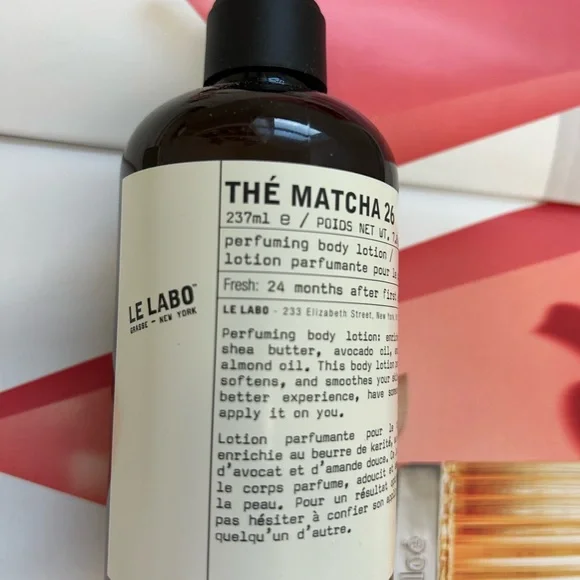 THÉ MATCHA 26
237ml e / POIDS NET WT.
perfuming body lotion /
lotion parfumante pour
Fresh: 24 months after first
LE LABO - 233 Elizabeth Street, New York
Perfuming body lotion:
shea butter, avocado oil,
almond oil. This body lotion
softens, and smoothes your
better experience, have
apply it on you.
Lotion parfumante pour le
enrichie au beurre de karité,
d'avocat et d'amande douce.
le corps parfume, adoucit
la peau. Pour un résultat
pas hésiter à confier son
quelqu'un d'autre.
LE LABO™
GRASSE - NEW YORK